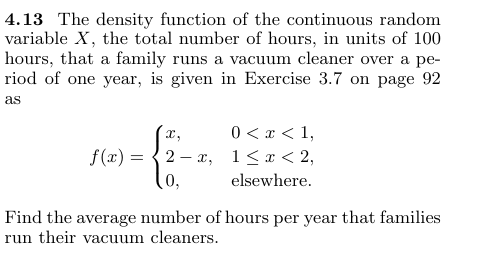 4.13 The density function of the continuous random
variable X, the total number of hours, in units of 100
hours, that a family runs a vacuum cleaner over a pe-
riod of one year, is given in Exercise 3.7 on page 92
as
f(x) = { x, 0 < x < 1,
2 − x, 1 ≤ x < 2,
0, elsewhere.
Find the average number of hours per year that families
run their vacuum cleaners.